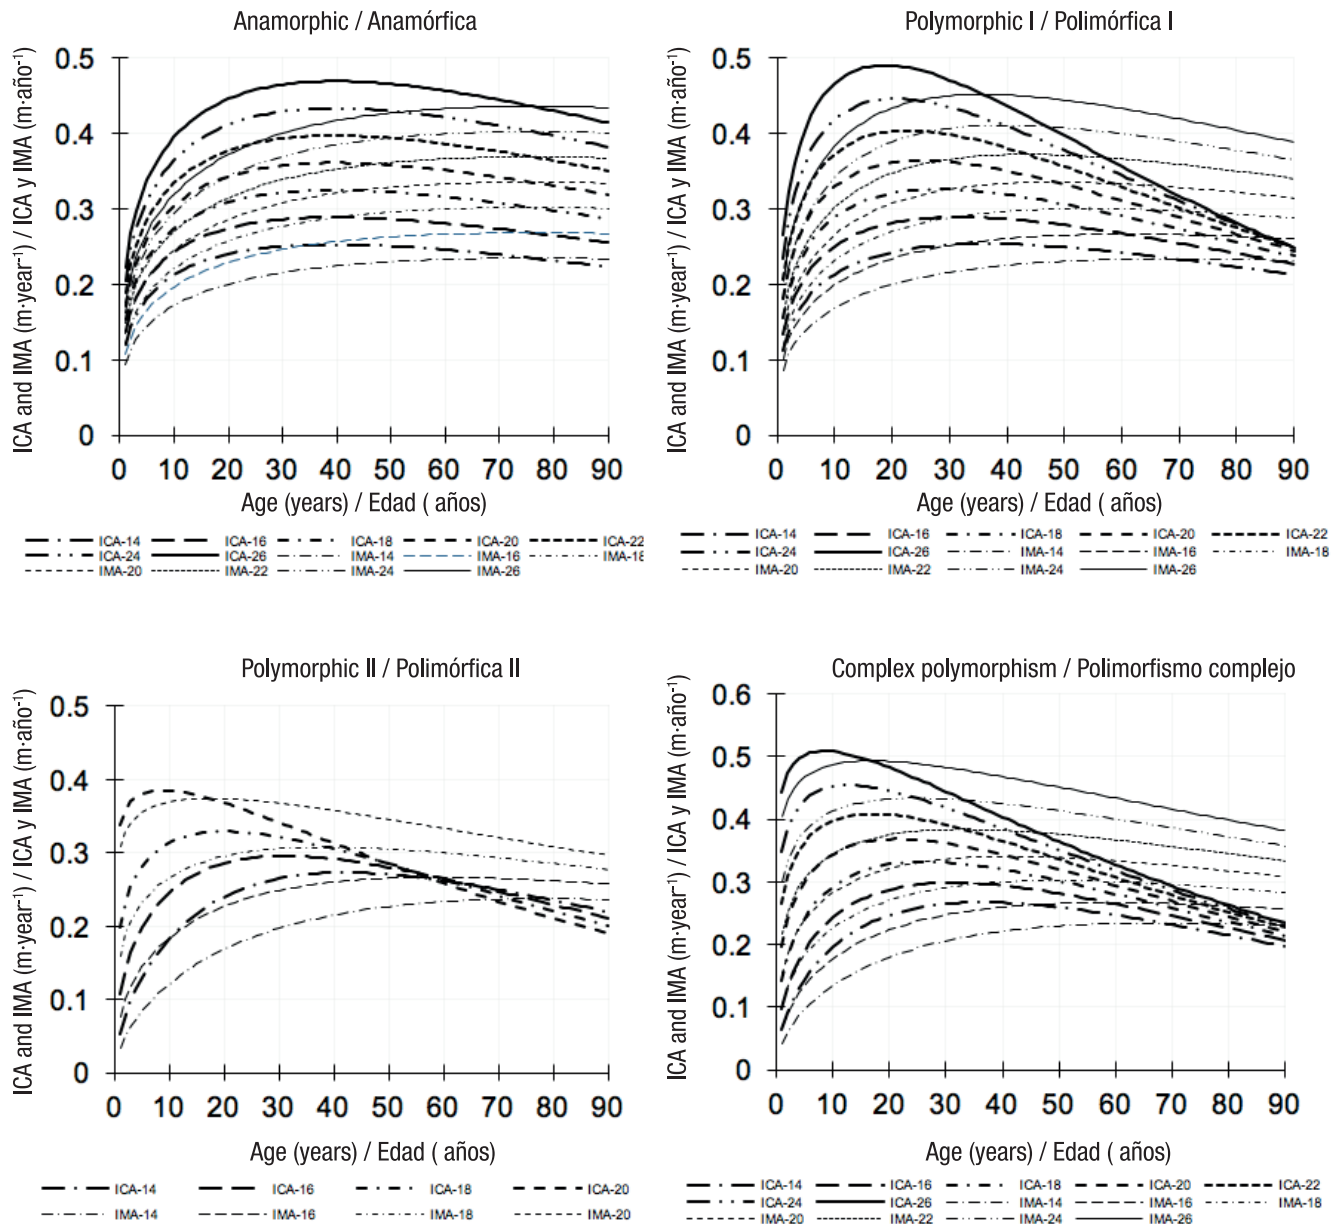 Anamorphic / Anamórfica
ICA and IMA (m·year⁻¹) / ICA y IMA (m·año⁻¹)
0.5
0.4
0.3
0.2
0.1
0
0 10 20 30 40 50 60 70 80 90
Age (years) / Edad ( años)
ICA-14 ICA-16 ICA-18 ICA-20 ICA-22
ICA-24 ICA-26 IMA-14 IMA-16 IMA-18
IMA-20 IMA-22 IMA-24 IMA-26
Polymorphic I / Polimórfica I
ICA and IMA (m·year⁻¹) / ICA y IMA (m·año⁻¹)
0.5
0.4
0.3
0.2
0.1
0
0 10 20 30 40 50 60 70 80 90
Age (years) / Edad ( años)
ICA-14 ICA-16 ICA-18 ICA-20 ICA-22
ICA-24 ICA-26 IMA-14 IMA-16 IMA-18
IMA-20 IMA-22 IMA-24 IMA-26
Polymorphic II / Polimórfica II
ICA and IMA (m·year⁻¹) / ICA y IMA (m·año⁻¹)
0.5
0.4
0.3
0.2
0.1
0
0 10 20 30 40 50 60 70 80 90
Age (years) / Edad ( años)
ICA-14 ICA-16 ICA-18 ICA-20
IMA-14 IMA-16 IMA-18 IMA-20
Complex polymorphism / Polimorfismo complejo
ICA and IMA (m·year⁻¹) / ICA y IMA (m·año⁻¹)
0.6
0.5
0.4
0.3
0.2
0.1
0
0 10 20 30 40 50 60 70 80 90
Age (years) / Edad ( años)
ICA-14 ICA-16 ICA-18 ICA-20 ICA-22
ICA-24 ICA-26 IMA-14 IMA-16 IMA-18
IMA-20 IMA-22 IMA-24 IMA-26